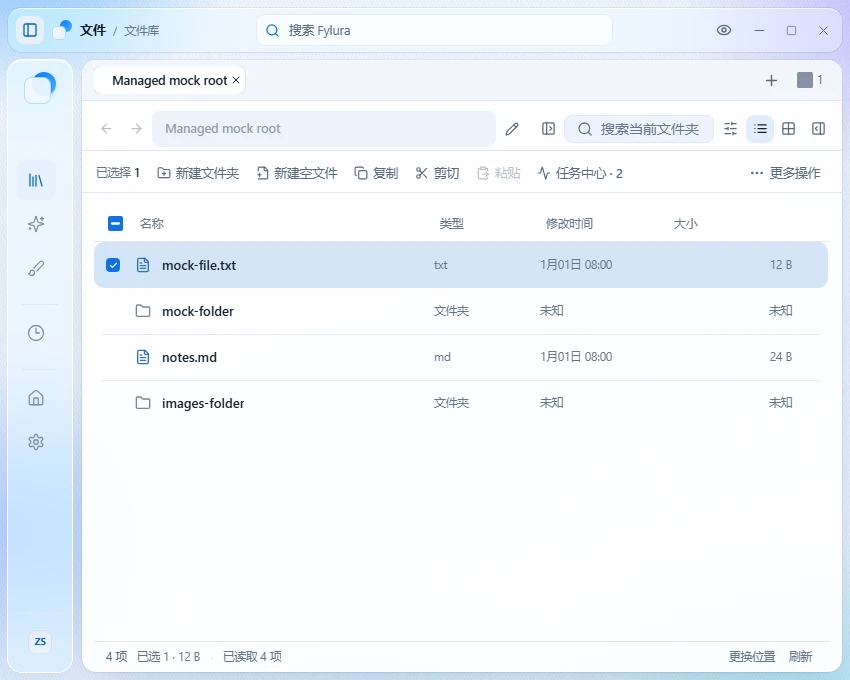 文件 / 文件库
搜索 Fylura
Managed mock root
1
Managed mock root
搜索当前文件夹
已选择 1 新建文件夹 新建空文件 复制 剪切 粘贴 任务中心 · 2 更多操作
名称 类型 修改时间 大小
mock-file.txt txt 1月01日 08:00 12 B
mock-folder 文件夹 未知 未知
notes.md md 1月01日 08:00 24 B
images-folder 文件夹 未知 未知
ZS
4 项 已选 1 · 12 B · 已读取 4 项 更换位置 刷新